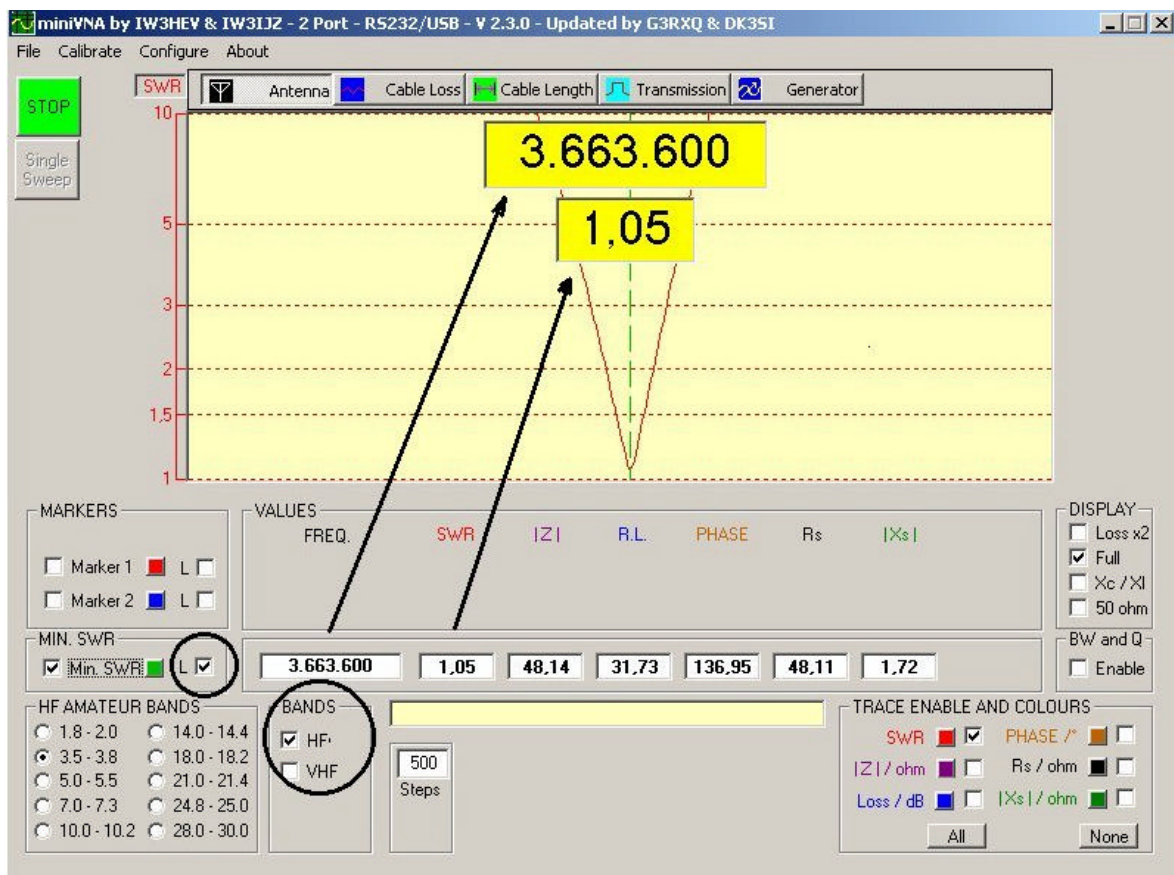 miniVNA by IW3HEV & IW3IJZ - 2 Port - RS232/USB - V 2.3.0 - Updated by G3RXQ & DK3SI
File Calibrate Configure About
STOP
Single
Sweep
SWR
Antenna Cable Loss Cable Length Transmission Generator
10
5
3
2
1,5
1
3.663.600
1,05
MARKERS
Marker 1 L
Marker 2 L
VALUES
FREQ. SWR |Z| R.L. PHASE Rs |Xs|
DISPLAY
Loss x2
Full
Xc / Xl
50 ohm
MIN. SWR
Min. SWR L
3.663.600 1,05 48,14 31,73 136,95 48,11 1,72
BW and Q
Enable
HF AMATEUR BANDS
1.8 - 2.0 14.0 - 14.4
3.5 - 3.8 18.0 - 18.2
5.0 - 5.5 21.0 - 21.4
7.0 - 7.3 24.8 - 25.0
10.0 - 10.2 28.0 - 30.0
BANDS
HF
VHF
500
Steps
TRACE ENABLE AND COLOURS
SWR PHASE /°
|Z| / ohm Rs / ohm
Loss / dB |Xs| / ohm
All None